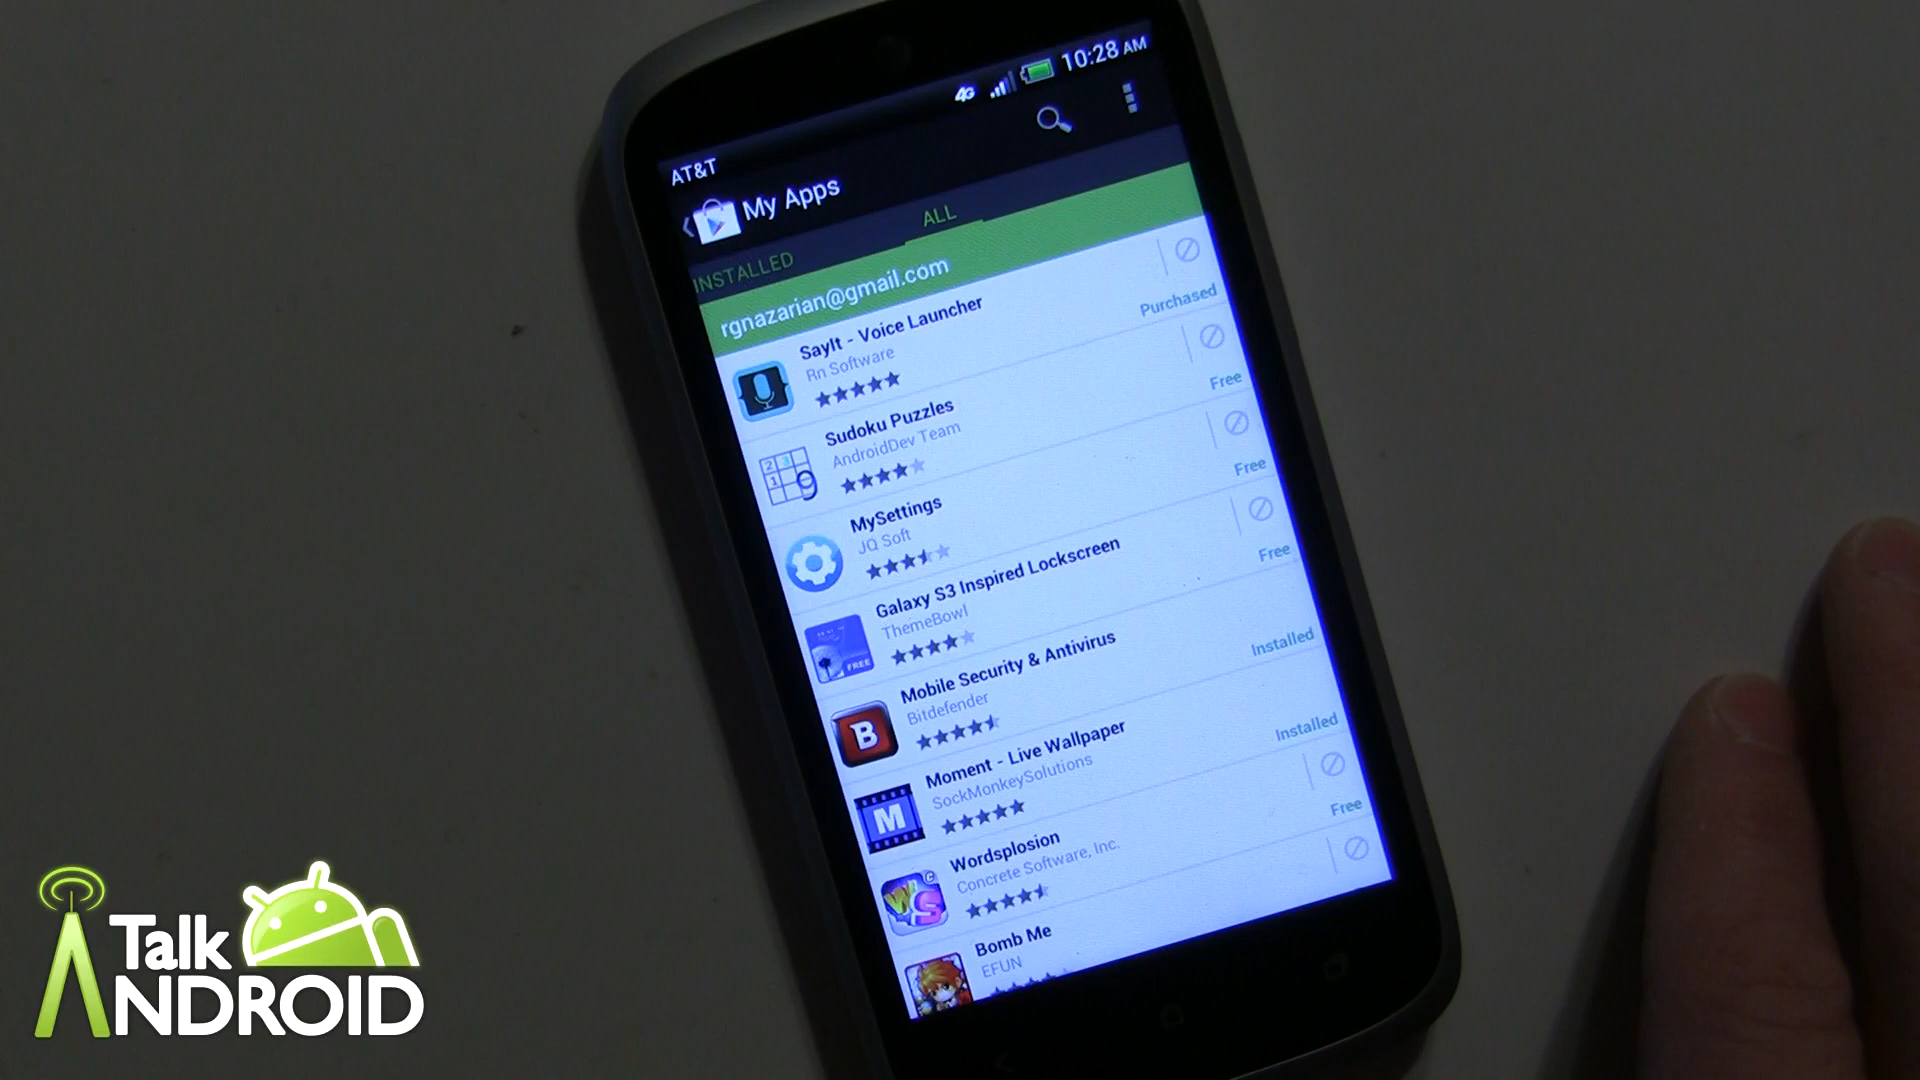 4G 10:28 AM
AT&T
My Apps
INSTALLED ALL
rgnazarian@gmail.com
SayIt - Voice Launcher
Rn Software
Purchased
Sudoku Puzzles
AndroidDev Team
Free
MySettings
JQ Soft
Free
Galaxy S3 Inspired Lockscreen
ThemeBowl
Free
FREE
Mobile Security & Antivirus
Bitdefender
Installed
B
Moment - Live Wallpaper
SockMonkeySolutions
Installed
M
Wordsplosion
Concrete Software, Inc.
Free
WS
Bomb Me
EFUN
Talk
ANDROID